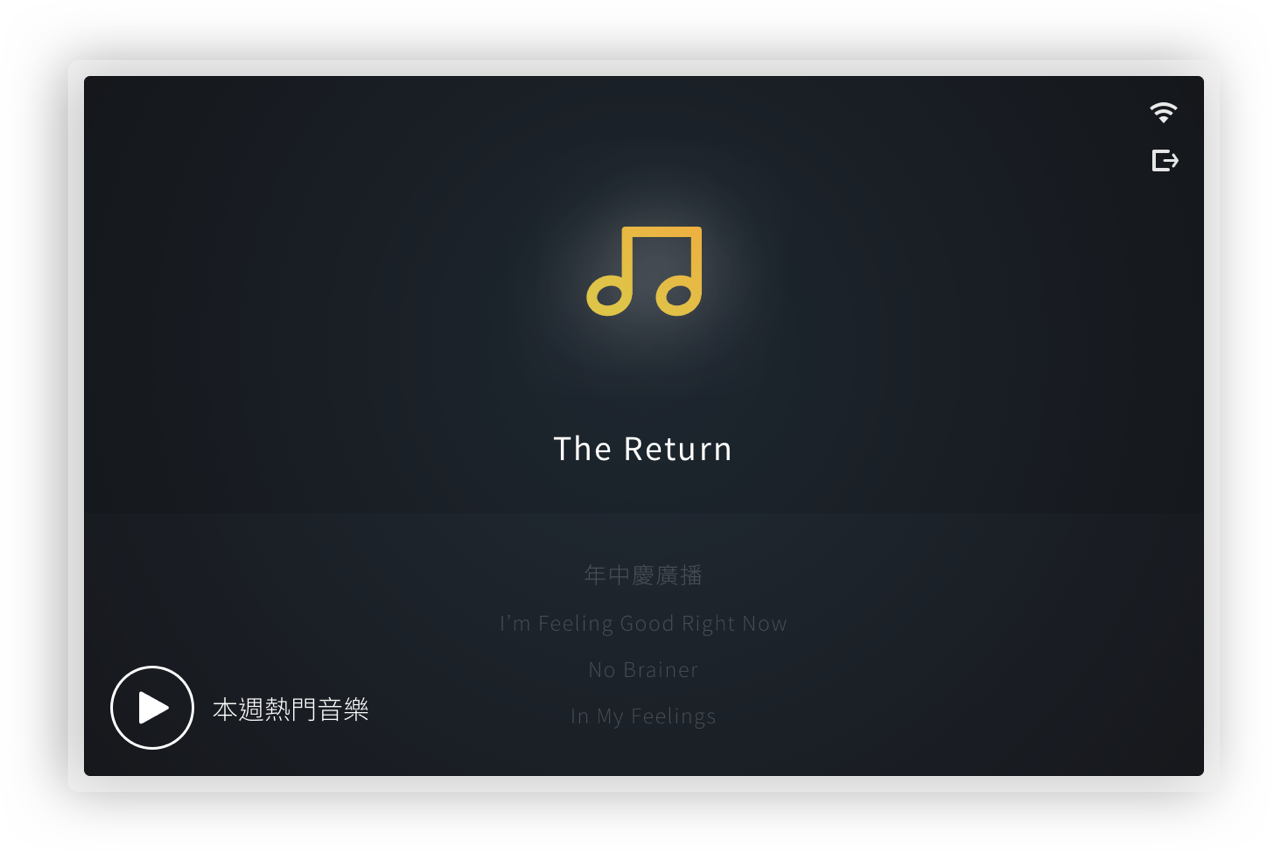 The Return
年中慶廣播
I'm Feeling Good Right Now
No Brainer
In My Feelings
本週熱門音樂